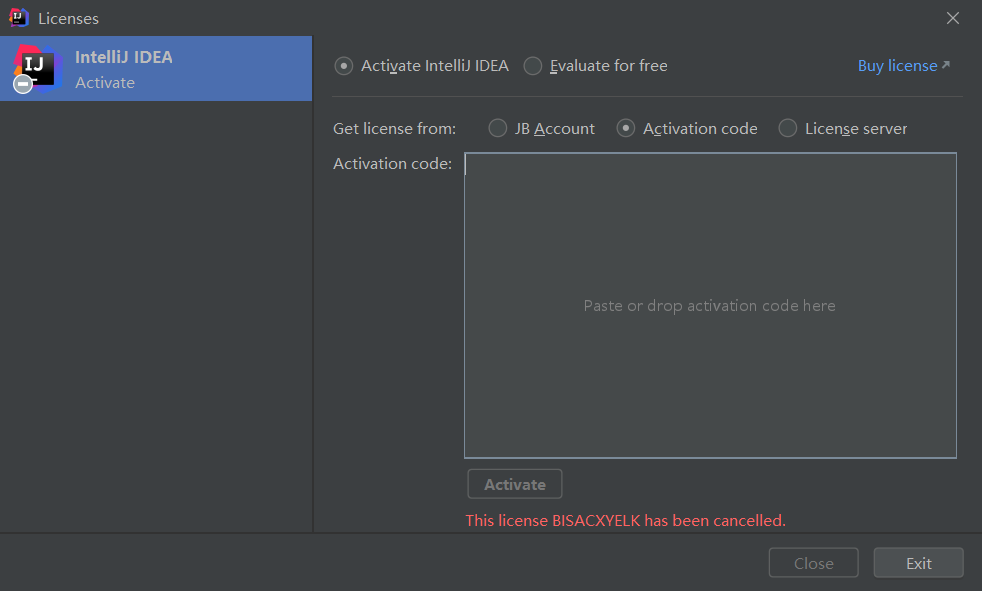 Licenses
IntelliJ IDEA
Activate
Activate IntelliJ IDEA Evaluate for free Buy license
Get license from: JB Account Activation code License server
Activation code:
Paste or drop activation code here
Activate
This license BISACXYELK has been cancelled.
Close Exit